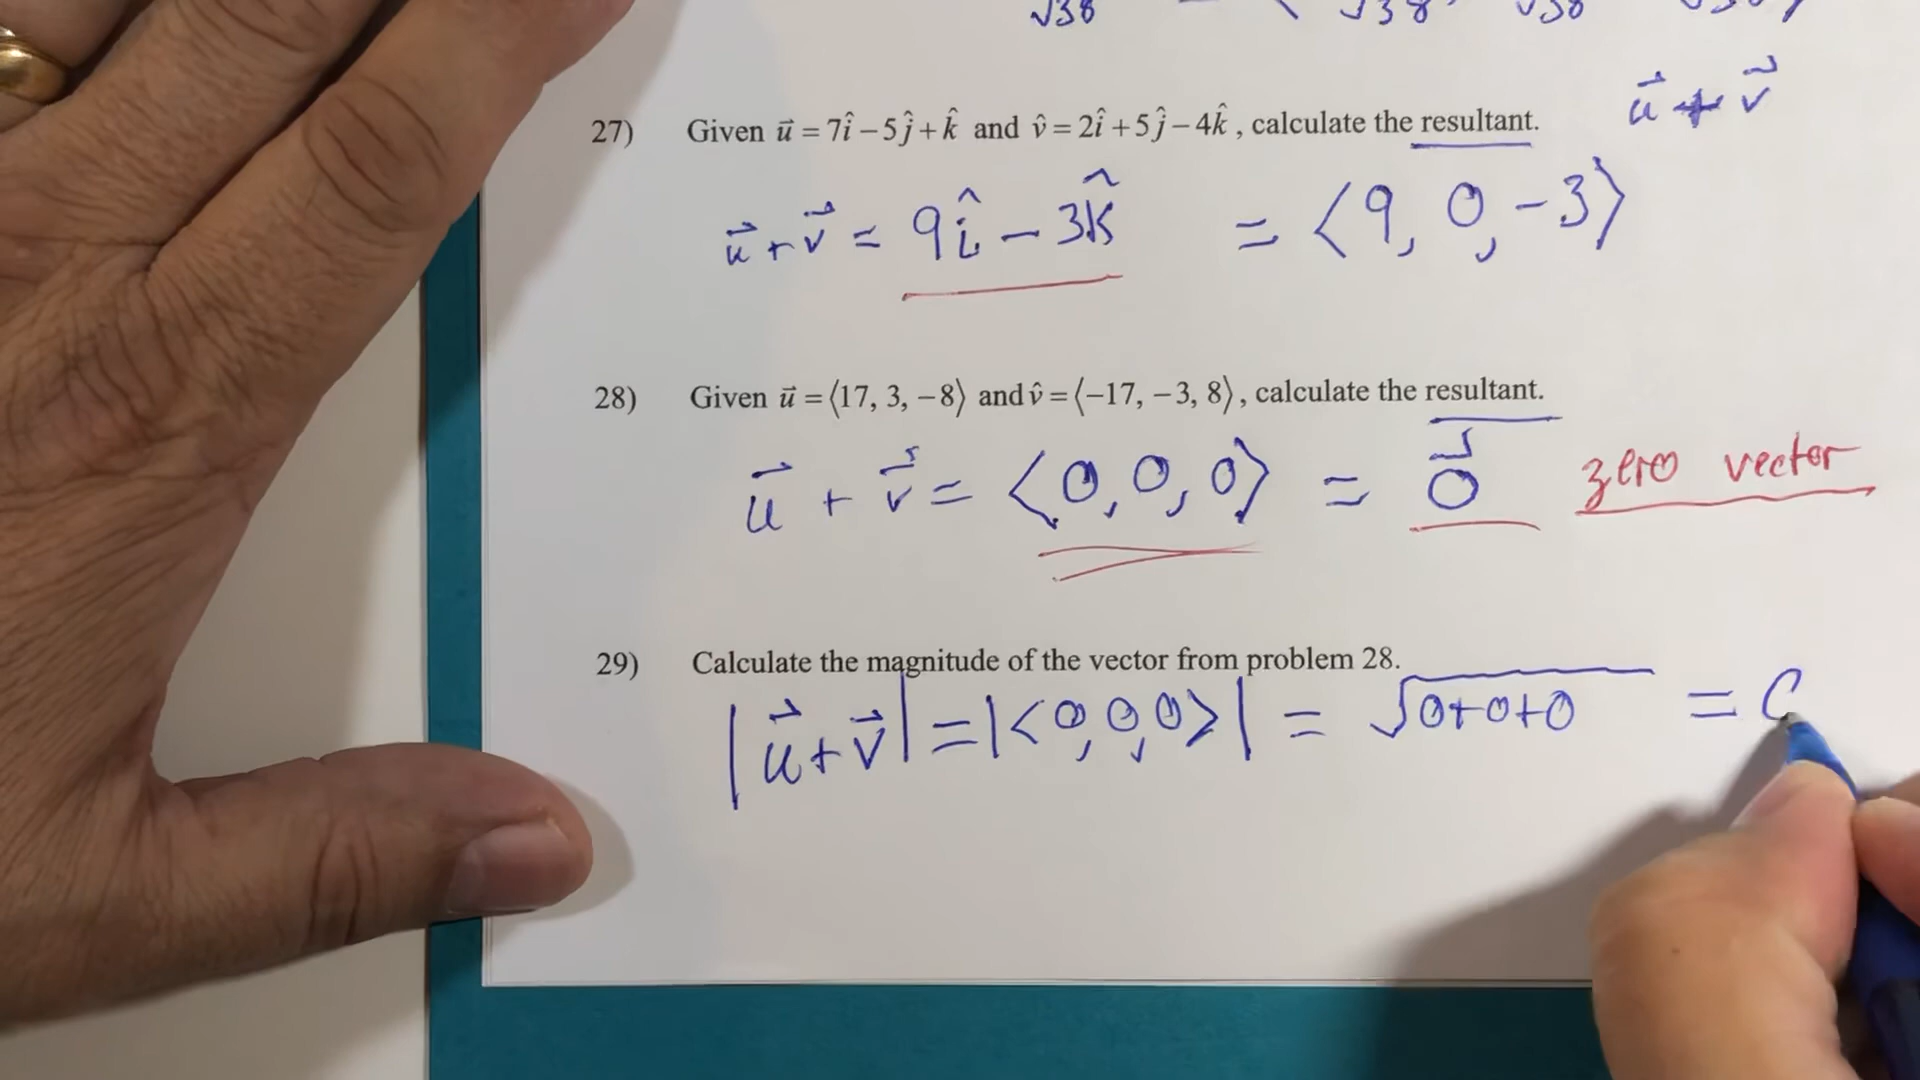 √38 = ⟨ √38, √38
27) Given u⃗ = 7î − 5ĵ + k̂ and v̂ = 2î + 5ĵ − 4k̂ , calculate the resultant. u⃗ + v⃗
u⃗ + v⃗ = 9î − 3k̂ = ⟨9, 0, −3⟩
28) Given u⃗ = ⟨17, 3, −8⟩ and v̂ = ⟨−17, −3, 8⟩, calculate the resultant.
u⃗ + v⃗ = ⟨0, 0, 0⟩ = 0⃗ zero vector
29) Calculate the magnitude of the vector from problem 28.
|u⃗ + v⃗| = |<0, 0, 0>| = √0+0+0 =